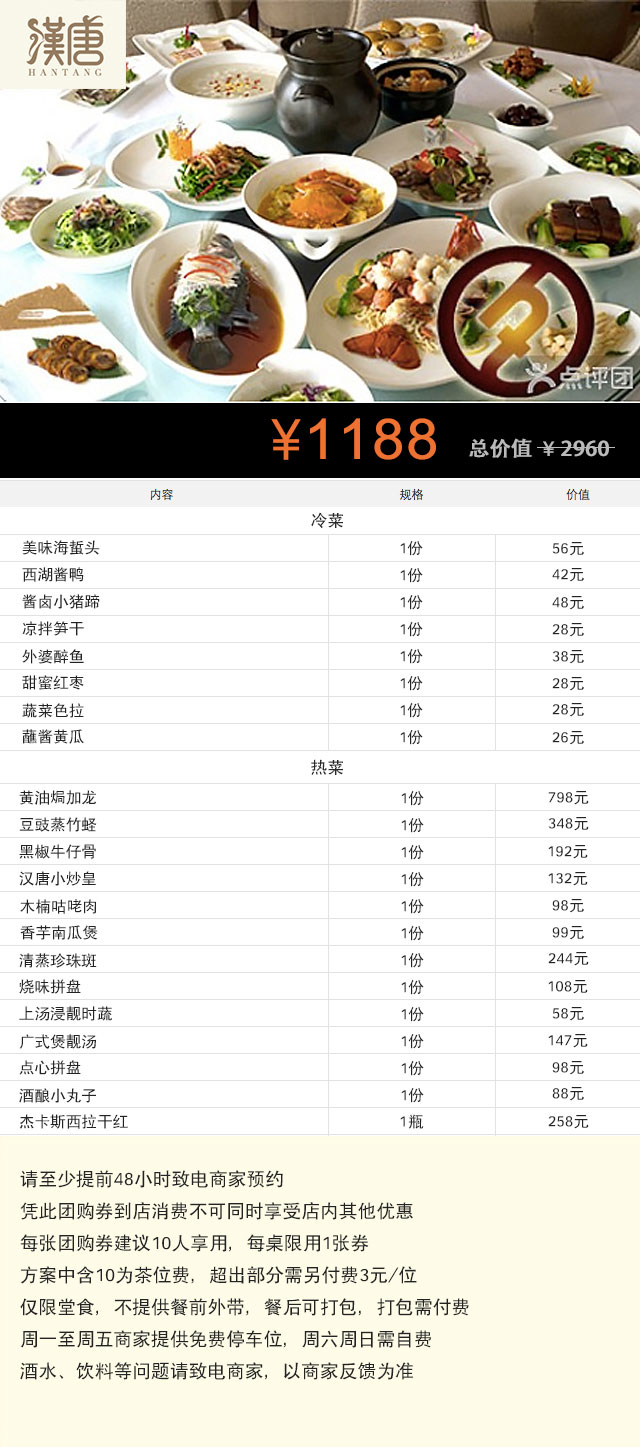 漢唐
HANTANG
点评团
¥1188 总价值 ¥2960
内容 规格 价值
冷菜
美味海蜇头 1份 56元
西湖酱鸭 1份 42元
酱卤小猪蹄 1份 48元
凉拌笋干 1份 28元
外婆醉鱼 1份 38元
甜蜜红枣 1份 28元
蔬菜色拉 1份 28元
蘸酱黄瓜 1份 26元
热菜
黄油焗加龙 1份 798元
豆豉蒸竹蛏 1份 348元
黑椒牛仔骨 1份 192元
汉唐小炒皇 1份 132元
木楠咕咾肉 1份 98元
香芋南瓜煲 1份 99元
清蒸珍珠斑 1份 244元
烧味拼盘 1份 108元
上汤浸靓时蔬 1份 58元
广式煲靓汤 1份 147元
点心拼盘 1份 98元
酒酿小丸子 1份 88元
杰卡斯西拉干红 1瓶 258元
请至少提前48小时致电商家预约
凭此团购券到店消费不可同时享受店内其他优惠
每张团购券建议10人享用，每桌限用1张券
方案中含10为茶位费，超出部分需另付费3元/位
仅限堂食，不提供餐前外带，餐后可打包，打包需付费
周一至周五商家提供免费停车位，周六周日需自费
酒水、饮料等问题请致电商家，以商家反馈为准